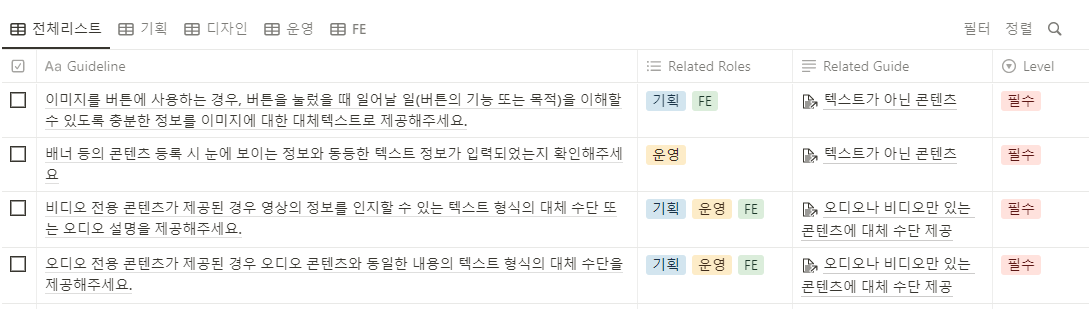 전체리스트 기획 디자인 운영 FE 필터 정렬
Aa Guideline Related Roles Related Guide Level
이미지를 버튼에 사용하는 경우, 버튼을 눌렀을 때 일어날 일(버튼의 기능 또는 목적)을 이해할
수 있도록 충분한 정보를 이미지에 대한 대체텍스트로 제공해주세요.
기획 FE
텍스트가 아닌 콘텐츠
필수
배너 등의 콘텐츠 등록 시 눈에 보이는 정보와 동등한 텍스트 정보가 입력되었는지 확인해주세
요
운영
텍스트가 아닌 콘텐츠
필수
비디오 전용 콘텐츠가 제공된 경우 영상의 정보를 인지할 수 있는 텍스트 형식의 대체 수단 또
는 오디오 설명을 제공해주세요.
기획 운영 FE
오디오나 비디오만 있는
콘텐츠에 대체 수단 제공
필수
오디오 전용 콘텐츠가 제공된 경우 오디오 콘텐츠와 동일한 내용의 텍스트 형식의 대체 수단을
제공해주세요.
기획 운영 FE
오디오나 비디오만 있는
콘텐츠에 대체 수단 제공
필수